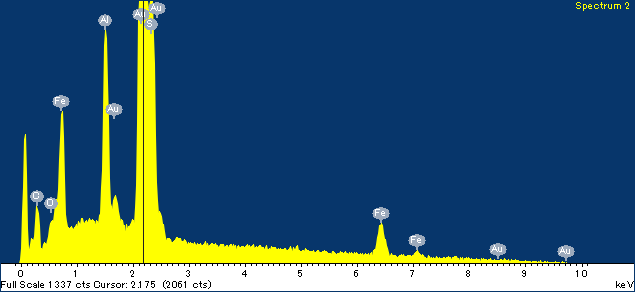 Spectrum 2
Au Au
Al S
Fe Au
O O
Fe
Fe Au Au
0 1 2 3 4 5 6 7 8 9 10
Full Scale 1337 cts Cursor: 2.175 (2061 cts) keV